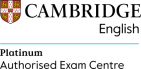 CAMBRIDGE
English
Platinum
Authorised Exam Centre